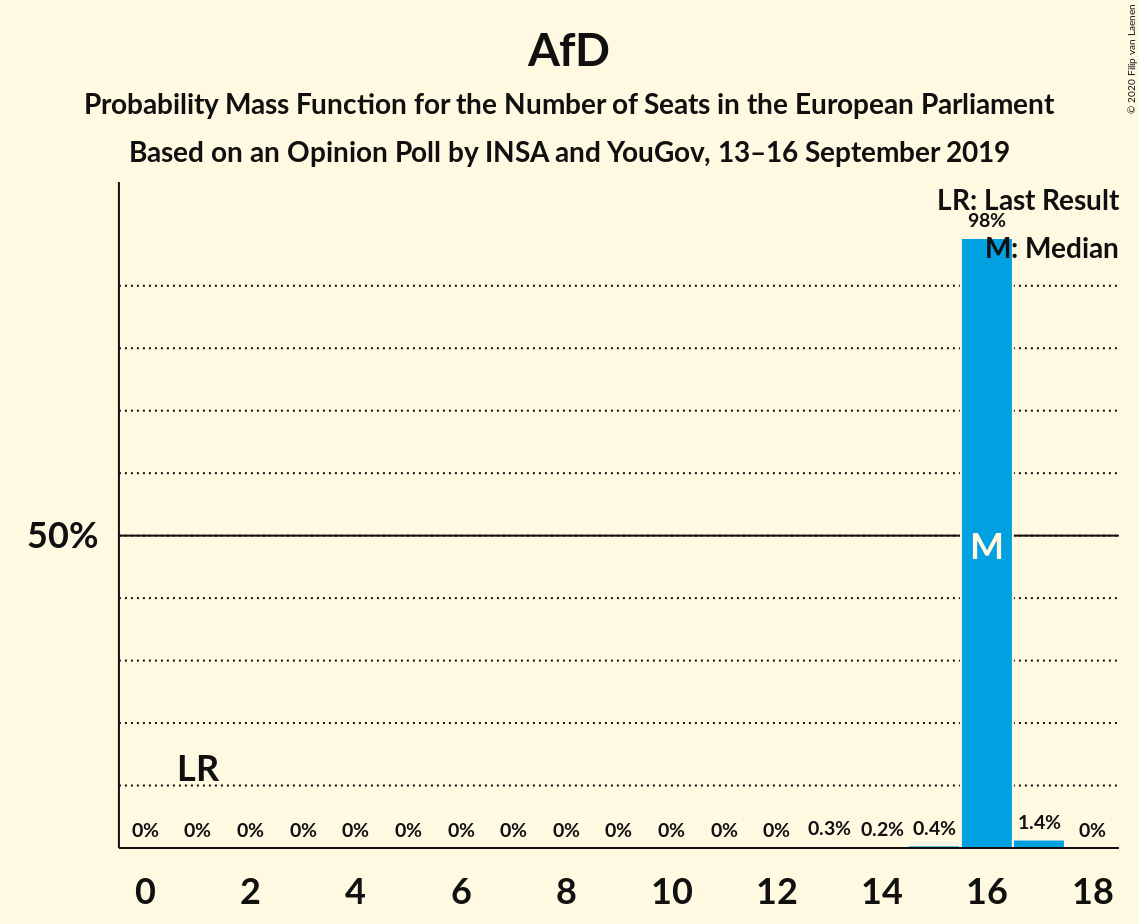 AfD
Probability Mass Function for the Number of Seats in the European Parliament
Based on an Opinion Poll by INSA and YouGov, 13–16 September 2019
© 2020 Filip van Laenen
LR: Last Result
98%
M: Median
50%
M
LR
0% 0% 0% 0% 0% 0% 0% 0% 0% 0% 0% 0% 0% 0.3% 0.2% 0.4% 1.4% 0%
0 2 4 6 8 10 12 14 16 18